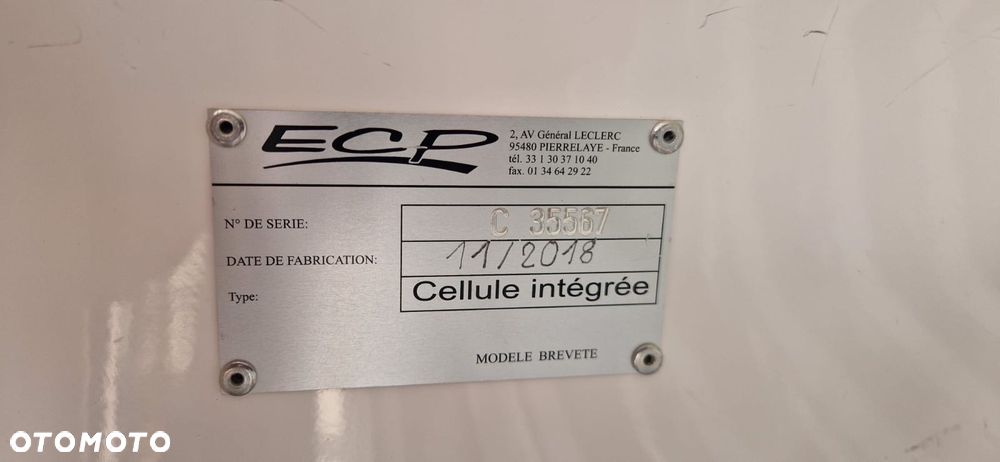 ECP
2, AV Général LECLERC
95480 PIERRELAYE - France
tél. 33 1 30 37 10 40
fax. 01 34 64 29 22
N° DE SERIE: C 35567
DATE DE FABRICATION: 11/2018
Type: Cellule intégrée
MODELE BREVETE
OTOMOTO